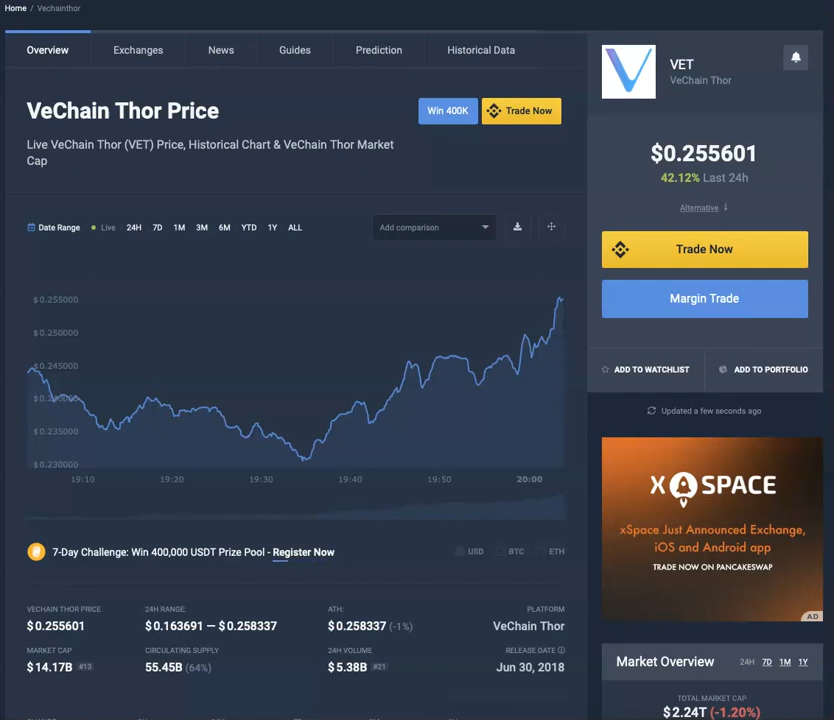 Home / Vechainthor
Overview Exchanges News Guides Prediction Historical Data
VeChain Thor Price
Win 400K Trade Now
Live VeChain Thor (VET) Price, Historical Chart & VeChain Thor Market
Cap
Date Range Live 24H 7D 1M 3M 6M YTD 1Y ALL
Add comparison
$0.255000
$0.250000
$0.245000
$0.240000
$0.235000
$0.230000
19:10 19:20 19:30 19:40 19:50 20:00
7-Day Challenge: Win 400,000 USDT Prize Pool - Register Now
USD BTC ETH
VECHAIN THOR PRICE 24H RANGE: ATH: PLATFORM
$0.255601 $0.163691 — $0.258337 $0.258337 (-1%) VeChain Thor
MARKET CAP CIRCULATING SUPPLY 24H VOLUME RELEASE DATE
$14.17B #13 55.45B (64%) $5.38B #21 Jun 30, 2018
VET
VeChain Thor
$0.255601
42.12% Last 24h
Alternative ↓
Trade Now
Margin Trade
ADD TO WATCHLIST ADD TO PORTFOLIO
Updated a few seconds ago
X SPACE
xSpace Just Announced Exchange,
iOS and Android app
TRADE NOW ON PANCAKESWAP
AD
Market Overview 24H 7D 1M 1Y
TOTAL MARKET CAP
$2.24T (-1.20%)